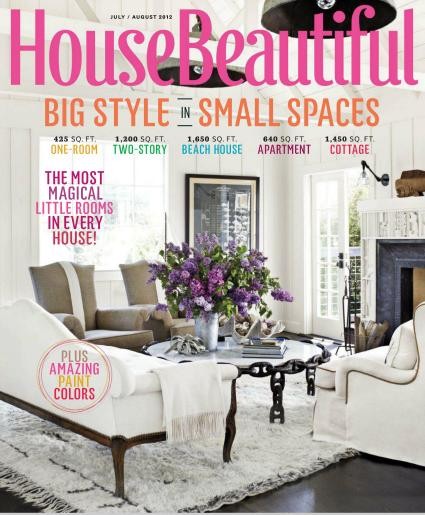 JULY / AUGUST 2012
HouseBeautiful
BIG STYLE IN SMALL SPACES
425 SQ. FT. 1,200 SQ. FT. 1,650 SQ. FT. 640 SQ. FT. 1,450 SQ. FT.
ONE-ROOM TWO-STORY BEACH HOUSE APARTMENT COTTAGE
THE MOST
MAGICAL
LITTLE ROOMS
IN EVERY
HOUSE!
PLUS
AMAZING
PAINT
COLORS